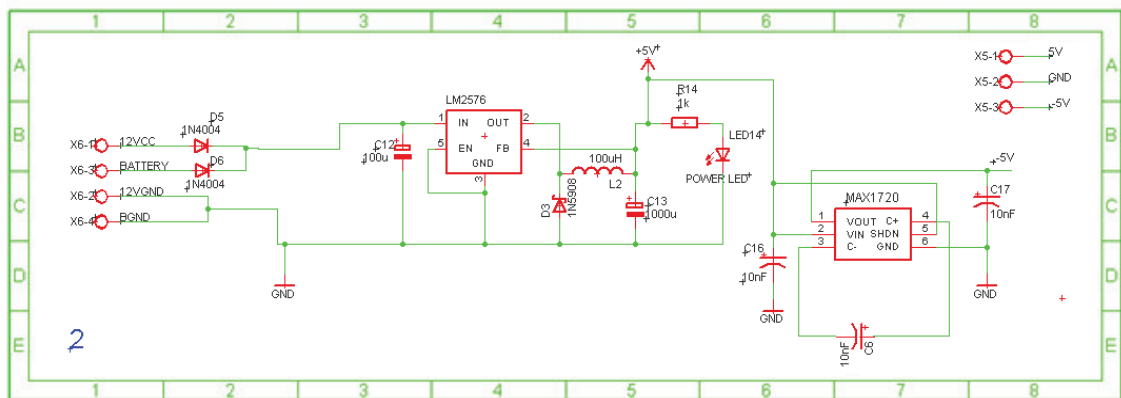 1 2 3 4 5 6 7 8
A
B
C
D
E
A
B
C
D
E
X6-1
12VCC
X6-3
BATTERY
X6-2
12VGND
X6-4
BGND
D5
1N4004
D6
1N4004
GND
C12
100u
LM2576
1 IN OUT 2
5 EN FB 4
GND
3
D3
1N5908
100uH
L2
C13
1000u
+5V
R14
1k
LED14
POWER LED
C16
10nF
GND
MAX1720
1 VOUT C+ 4
2 VIN SHDN 5
3 C- GND 6
10nF
C6
-5V
C17
10nF
GND
X5-1 5V
X5-2 GND
X5-3 -5V
2
1 2 3 4 5 6 7 8